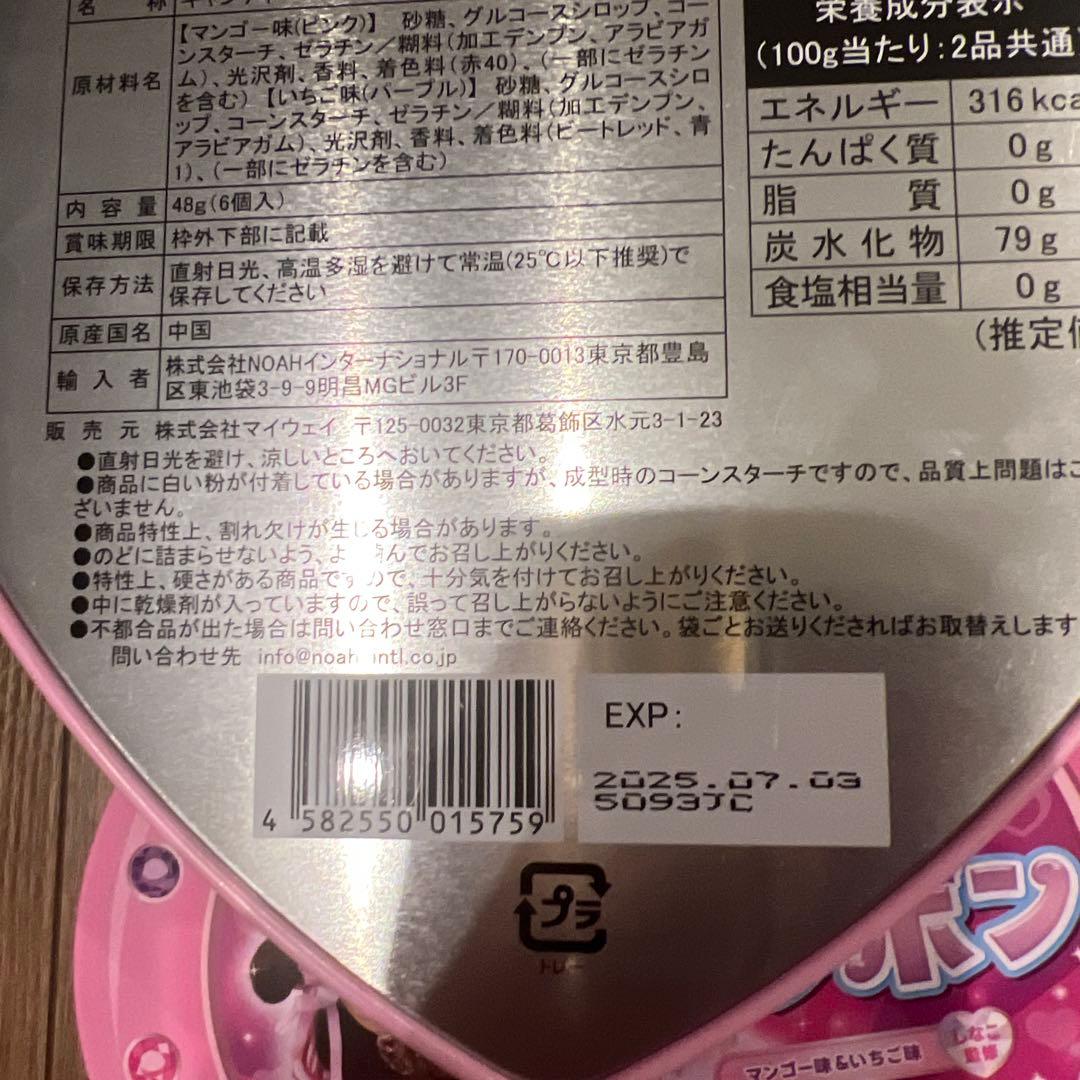 名 称
原材料名
【マンゴー味(ピンク)】 砂糖、グルコースシロップ、コー
ンスターチ、ゼラチン／糊料(加工デンプン、アラビアガ
ム)、光沢剤、香料、着色料(赤40)、(一部にゼラチン
を含む)【いちご味(パープル)】 砂糖、グルコースシロ
ップ、コーンスターチ、ゼラチン／糊料(加工デンプン、
アラビアガム)、光沢剤、香料、着色料(ビートレッド、青
1)、(一部にゼラチンを含む)
内容量 48g(6個入)
賞味期限 枠外下部に記載
保存方法 直射日光、高温多湿を避けて常温(25℃以下推奨)で
保存してください
原産国名 中国
輸入者 株式会社NOAHインターナショナル〒170-0013東京都豊島
区東池袋3-9-9明昌MGビル3F
販売元 株式会社マイウェイ 〒125-0032東京都葛飾区水元3-1-23
●直射日光を避け、涼しいところへおいてください。
●商品に白い粉が付着している場合がありますが、成型時のコーンスターチですので、品質上問題はご
ざいません。
●商品特性上、割れ欠けが生じる場合があります。
●のどに詰まらせないよう、よ んでお召し上がりください。
●特性上、硬さがある商品です ので、十分気を付けてお召し上がりください。
●中に乾燥剤が入っていますので、誤って召し上がらないようにご注意ください。
●不都合品が出た場合は問い合わせ窓口までご連絡ください。袋ごとお送りくださればお取替えします
問い合わせ先 info@noah intl.co.jp
栄養成分表示
(100g当たり:2品共通)
エネルギー 316kca
たんぱく質 0g
脂質 0g
炭水化物 79g
食塩相当量 0g
(推定値
4 582550 015759
EXP:
2025.07.03
5093JC
プラ
トレー
ボン
しなこ
監修
マンゴー味&いちご味